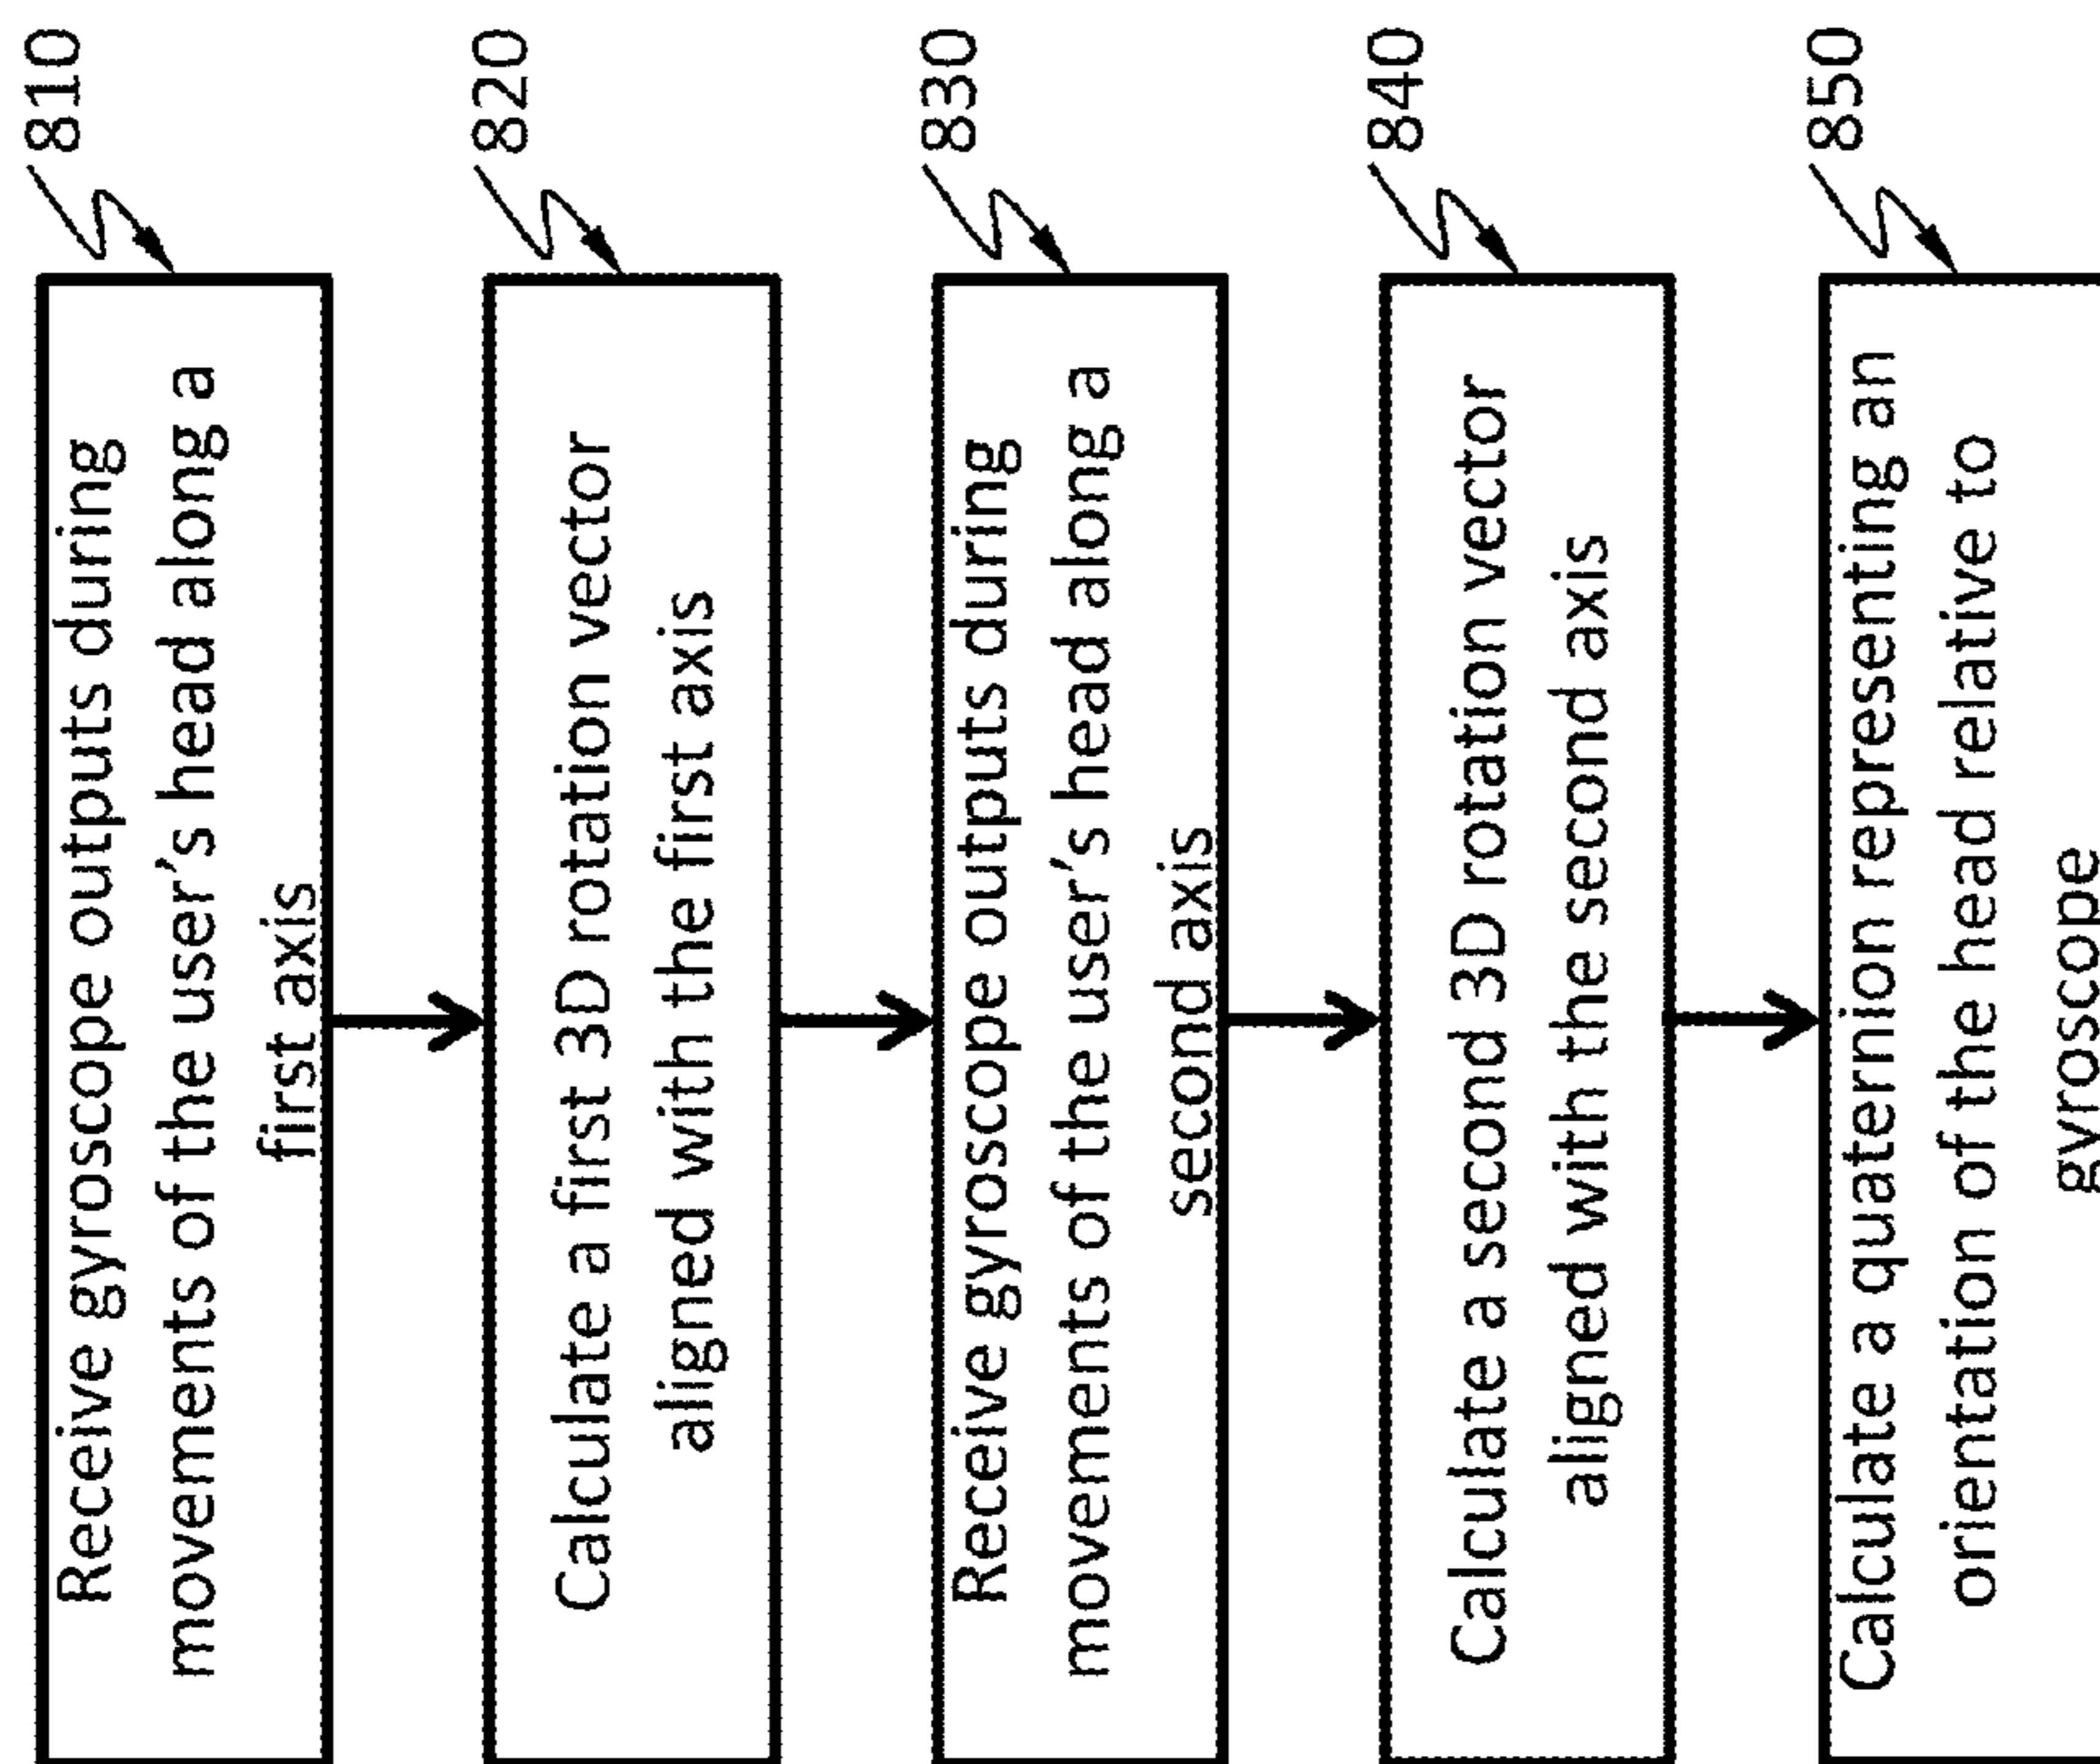 810
Receive gyroscope outputs during
movements of the user's head along a
first axis
820
Calculate a first 3D rotation vector
aligned with the first axis
830
Receive gyroscope outputs during
movements of the user's head along a
second axis
840
Calculate a second 3D rotation vector
aligned with the second axis
850
Calculate a quaternion representing an
orientation of the head relative to
gyroscope